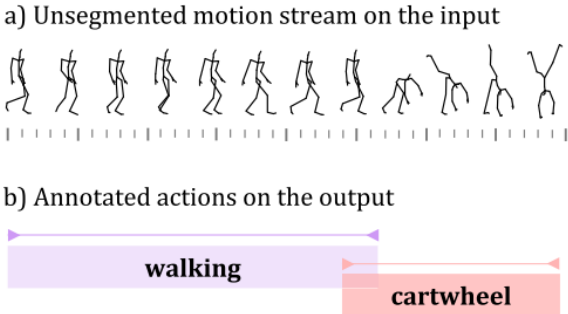 a) Unsegmented motion stream on the input
b) Annotated actions on the output
walking
cartwheel